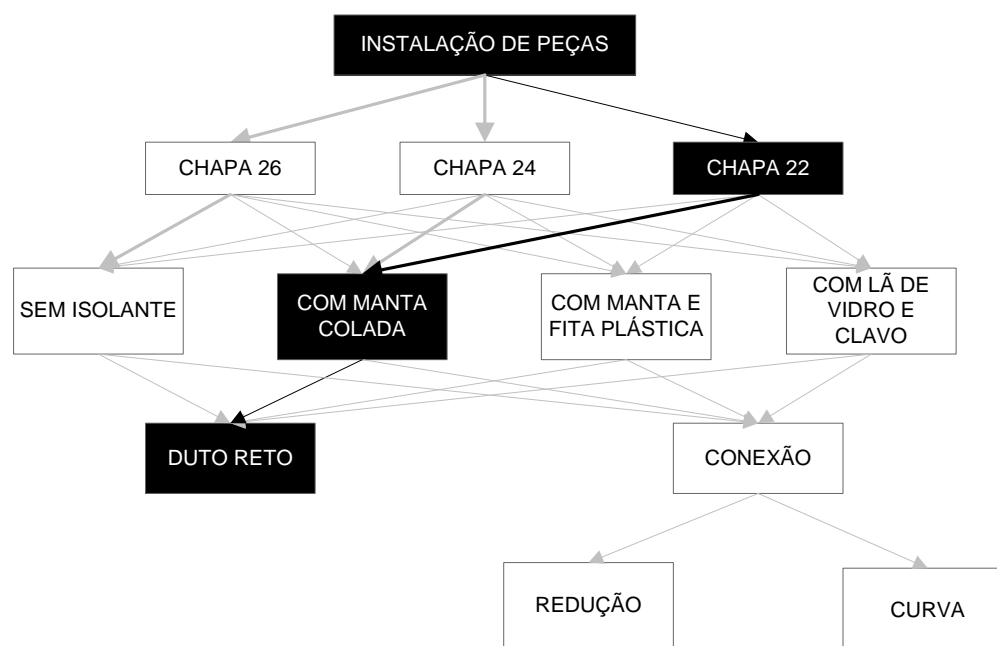 INSTALAÇÃO DE PEÇAS
CHAPA 26
CHAPA 24
CHAPA 22
SEM ISOLANTE
COM MANTA
COLADA
COM MANTA E
FITA PLÁSTICA
COM LÃ DE
VIDRO E
CLAVO
DUTO RETO
CONEXÃO
REDUÇÃO
CURVA